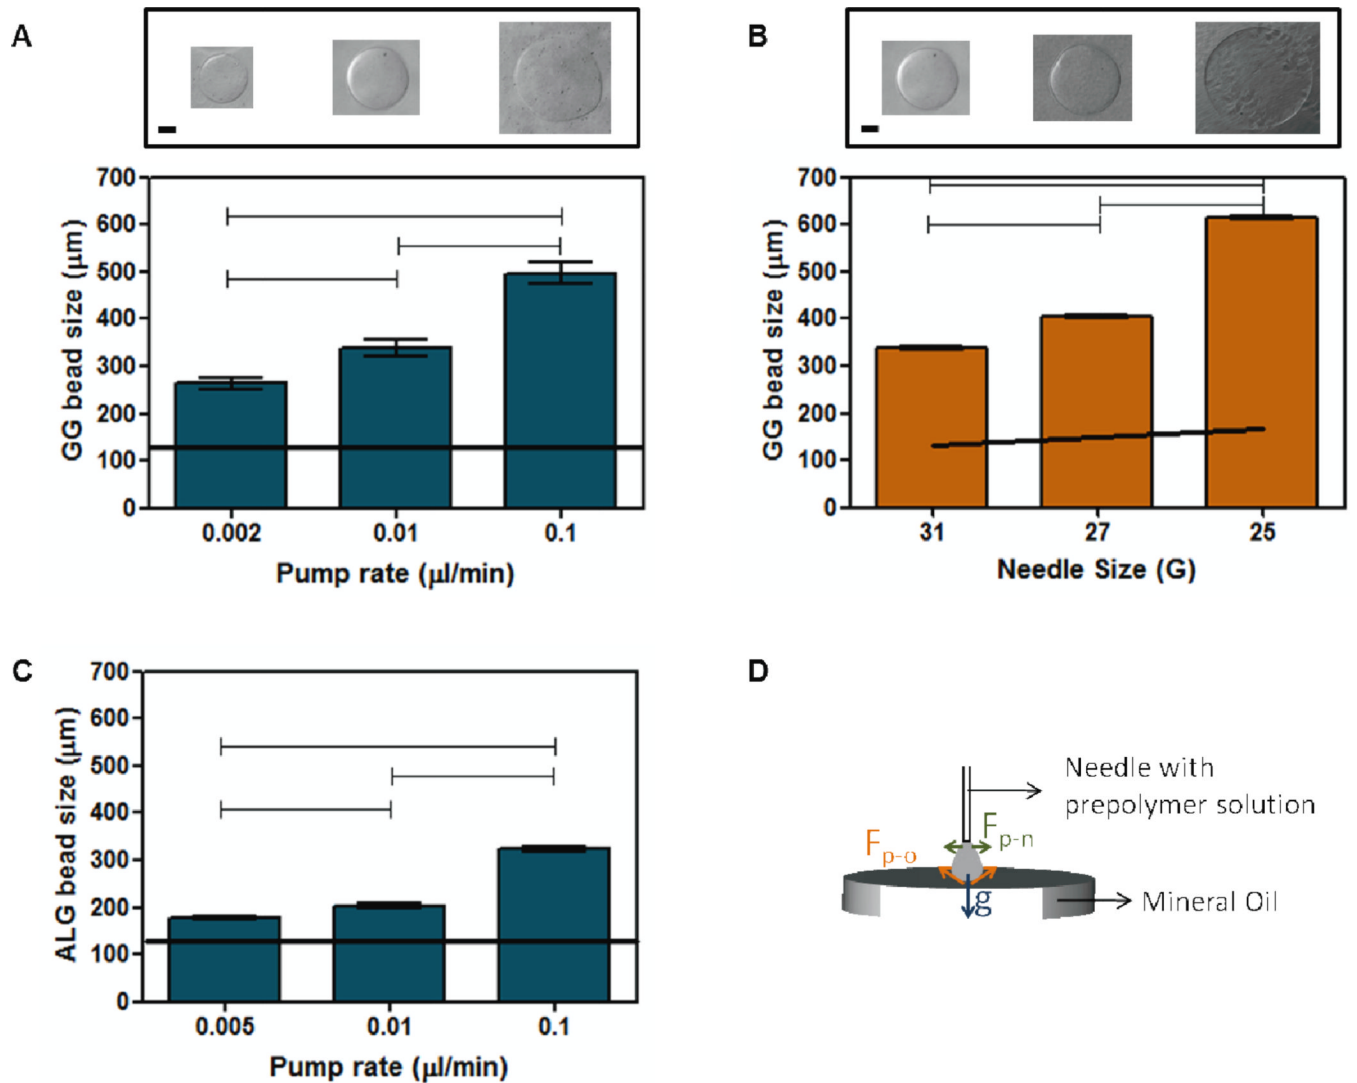 A
GG bead size (μm)
700
600
500
400
300
200
100
0
0.002
0.01
0.1
Pump rate (μl/min)
B
GG bead size (μm)
700
600
500
400
300
200
100
0
31
27
25
Needle Size (G)
C
ALG bead size (μm)
700
600
500
400
300
200
100
0
0.005
0.01
0.1
Pump rate (μl/min)
D
Needle with
prepolymer solution
Fp-n
Fp-o
g
Mineral Oil